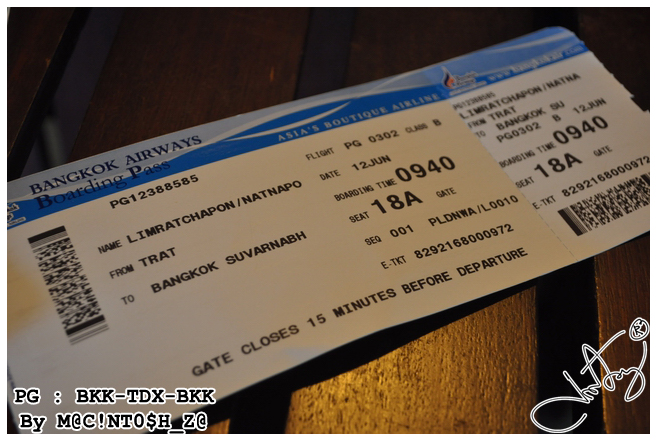 BANGKOK AIRWAYS
Boarding Pass
ASIA'S BOUTIQUE AIRLINE
PG12388585
FLIGHT PG 0302 CLASS B
DATE 12JUN
NAME LIMRATCHAPON/NATNAPO
BOARDING TIME 0940
FROM TRAT
SEAT 18A GATE
TO BANGKOK SUVARNABH
SEQ 001 PLDNWA/L0010
E-TKT 8292168000972
GATE CLOSES 15 MINUTES BEFORE DEPARTURE
PG12388585
LIMRATCHAPON/NATNA
FROM TRAT
TO BANGKOK SU
PG0302 B 12JUN
BOARDING TIME 0940
SEAT 18A GATE
E-TKT 8292168000972
PG : BKK-TDX-BKK
By M@C!NT0$H_Z@